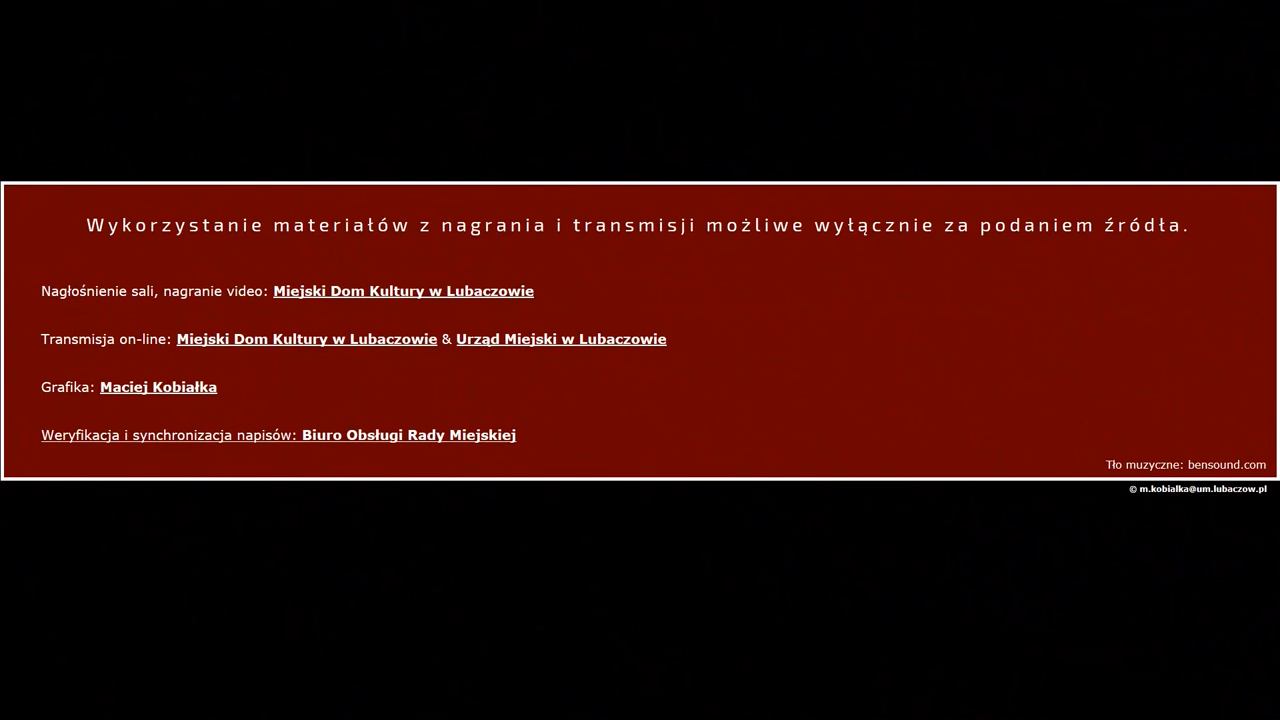 Wykorzystanie materiałów z nagrania i transmisji możliwe wyłącznie za podaniem źródła.
Nagłośnienie sali, nagranie video: Miejski Dom Kultury w Lubaczowie
Transmisja on-line: Miejski Dom Kultury w Lubaczowie & Urząd Miejski w Lubaczowie
Grafika: Maciej Kobiałka
Weryfikacja i synchronizacja napisów: Biuro Obsługi Rady Miejskiej
Tło muzyczne: bensound.com
© m.kobialka@um.lubaczow.pl